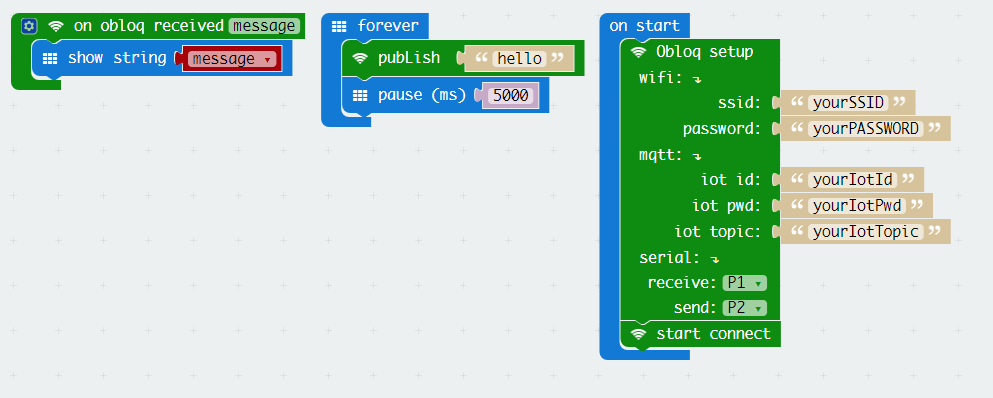 on obloq received message
show string message
forever
pubLish “ hello ”
pause (ms) 5000
on start
Obloq setup
wifi:
ssid: “ yourSSID ”
password: “ yourPASSWORD ”
mqtt:
iot id: “ yourIotId ”
iot pwd: “ yourIotPwd ”
iot topic: “ yourIotTopic ”
serial:
receive: P1
send: P2
start connect